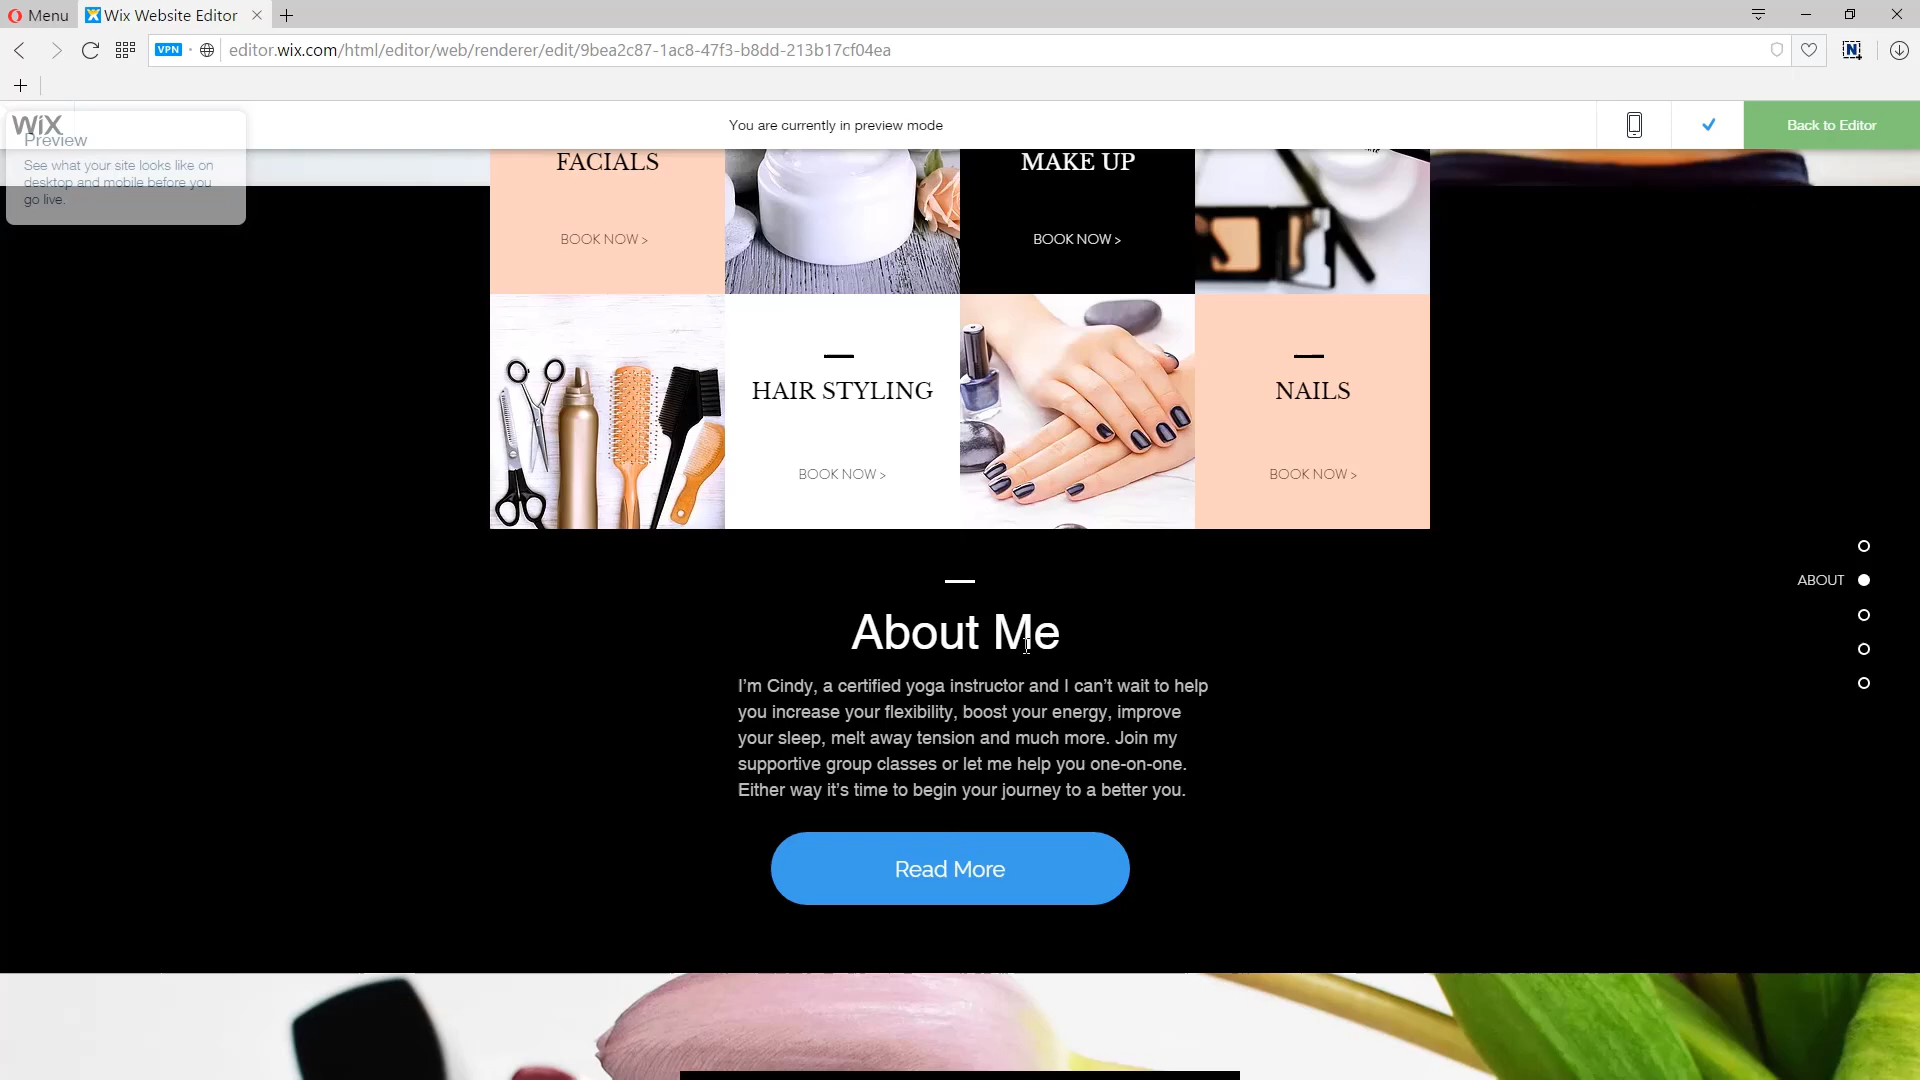 Menu
Wix Website Editor
VPN
editor.wix.com/html/editor/web/renderer/edit/9bea2c87-1ac8-47f3-b8dd-213b17cf04ea
N
WiX
Preview
See what your site looks like on
desktop and mobile before you
go live.
You are currently in preview mode
Back to Editor
FACIALS
BOOK NOW >
MAKE UP
BOOK NOW >
HAIR STYLING
BOOK NOW >
NAILS
BOOK NOW >
ABOUT
About Me
I’m Cindy, a certified yoga instructor and I can’t wait to help
you increase your flexibility, boost your energy, improve
your sleep, melt away tension and much more. Join my
supportive group classes or let me help you one-on-one.
Either way it’s time to begin your journey to a better you.
Read More